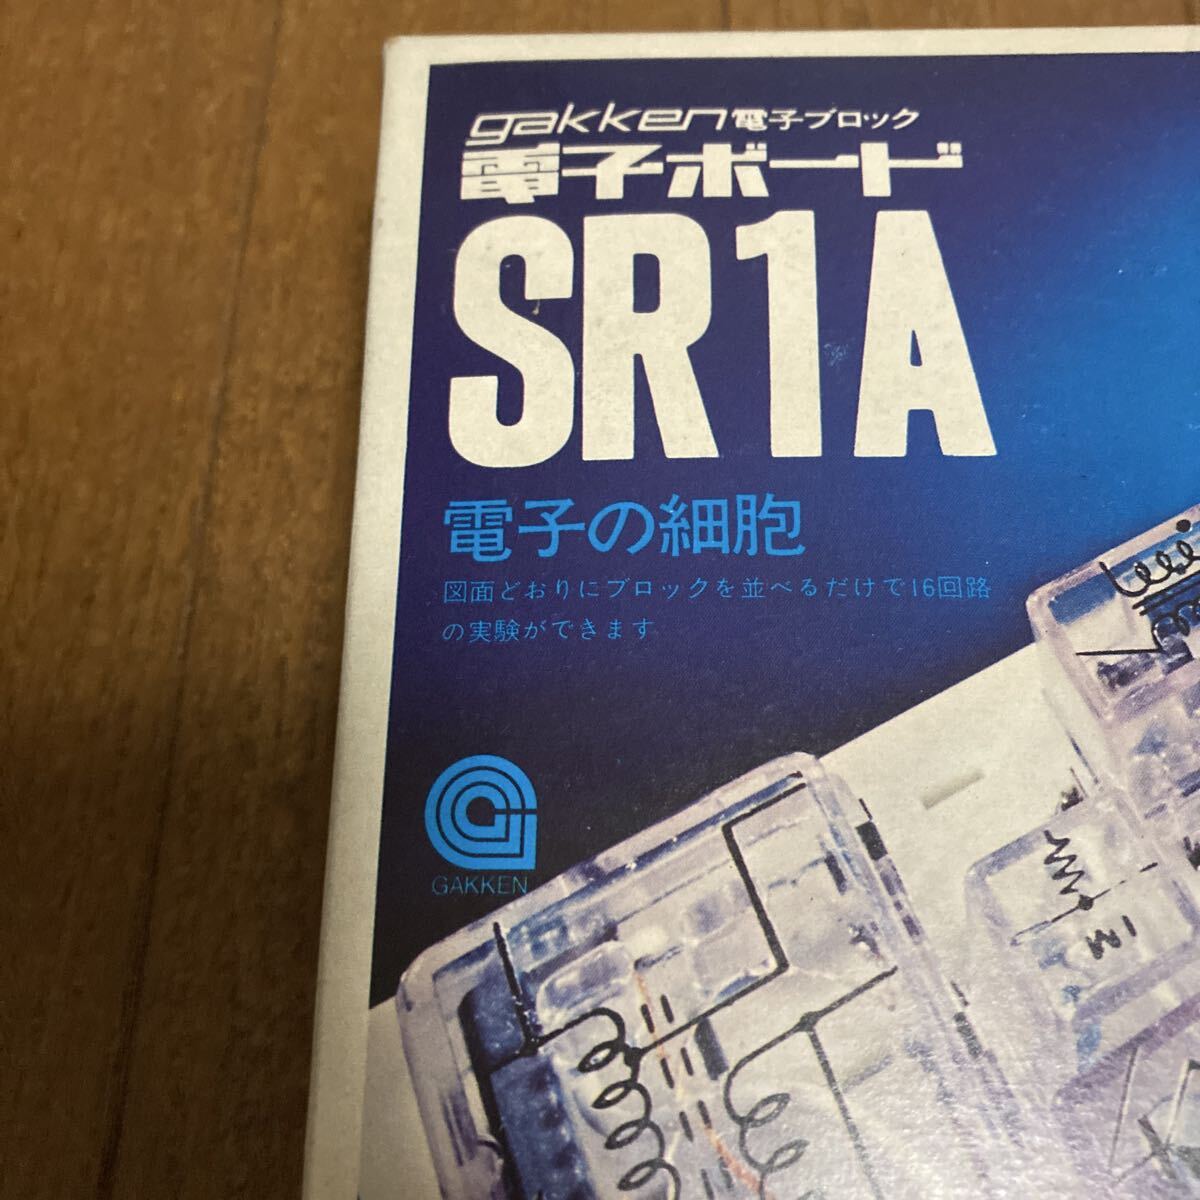 gakken電子ブロック
電子ボード
SR1A
電子の細胞
図面どおりにブロックを並べるだけで16回路
の実験ができます
G
GAKKEN